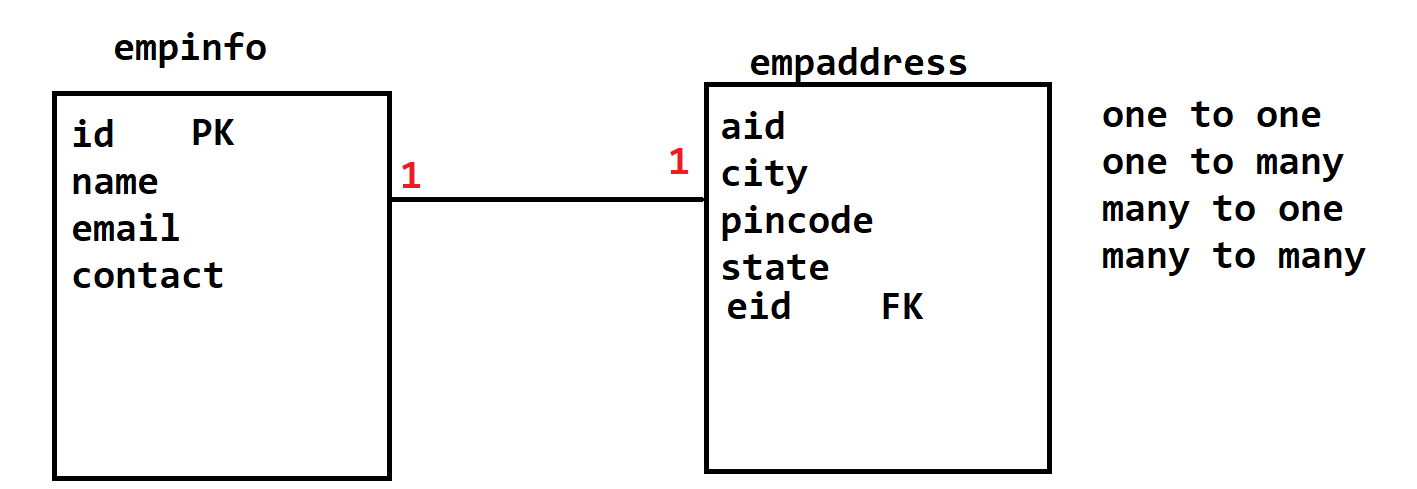 empinfo
id PK
name
email
contact
1
1
empaddress
aid
city
pincode
state
eid FK
one to one
one to many
many to one
many to many